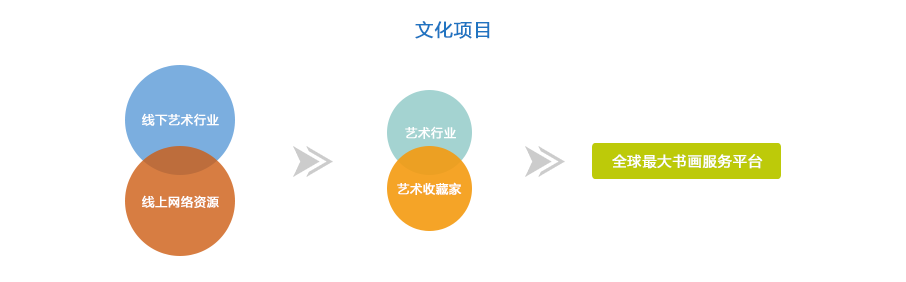 文化项目
线下艺术行业
线上网络资源
艺术行业
艺术收藏家
全球最大书画服务平台